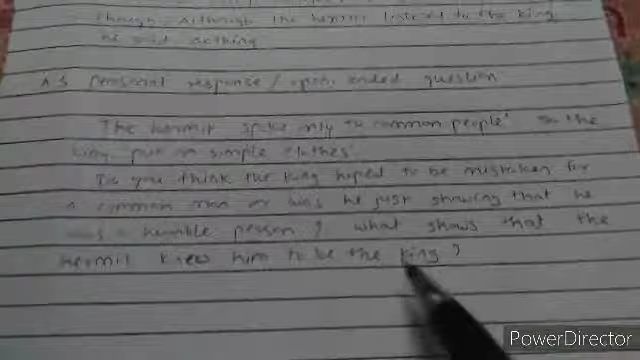 though. Although the hermit listened to the king
he said nothing
A3 personal response / open ended question
The hermit spoke only to common people' so the
king put on simple clothes'
Do you think the king hoped to be mistaken for
a common man or was he just showing that he
was a humble person? What shows that the
hermit knew him to be the king?
PowerDirector